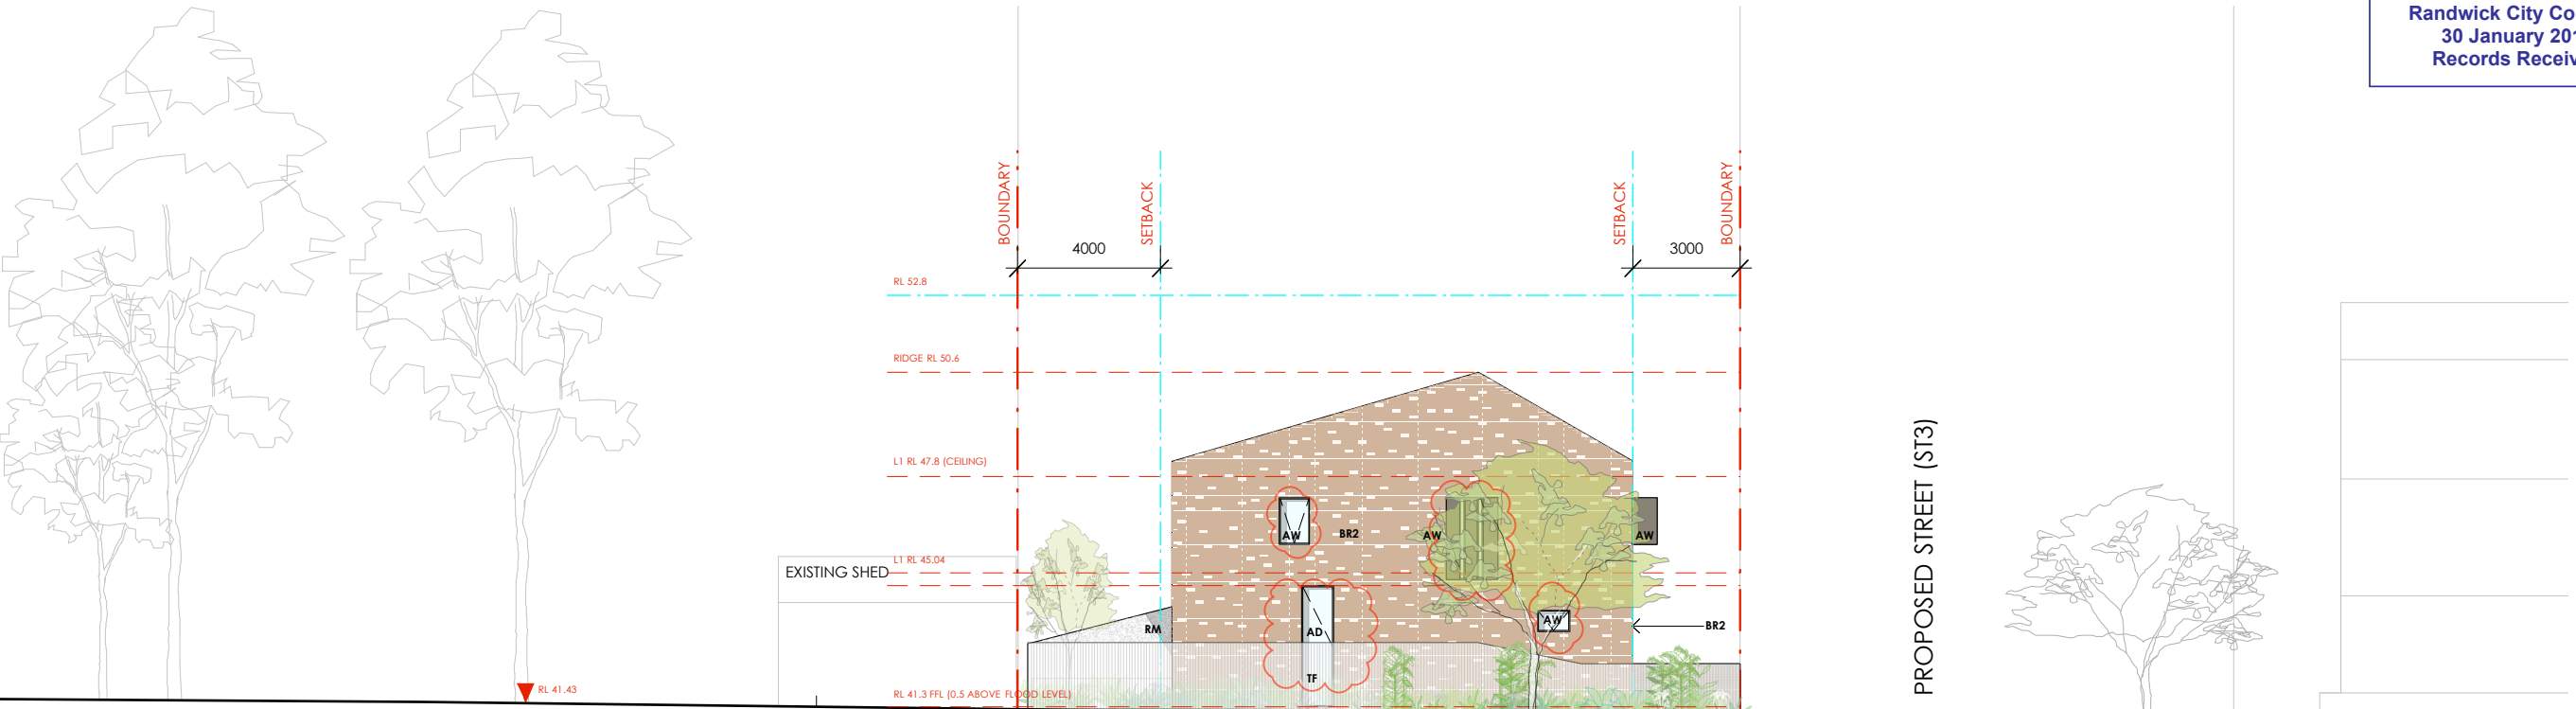 Randwick City Co
30 January 201
Records Receiv
BOUNDARY
SETBACK
SETBACK
BOUNDARY
4000
3000
RL 52.8
RIDGE RL 50.6
L1 RL 47.8 (CEILING)
AW
BR2
AW
AW
L1 RL 45.04
EXISTING SHED
AW
RM
AD
BR2
TF
RL 41.43
RL 41.3 FFL (0.5 ABOVE FLOOD LEVEL)
PROPOSED STREET (ST3)